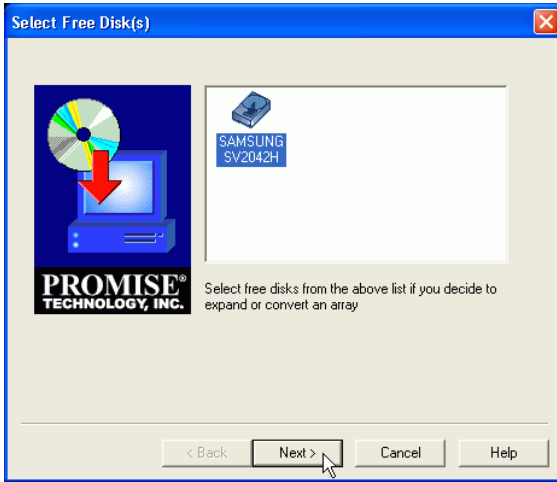 Select Free Disk(s)
SAMSUNG
SV2042H
PROMISE®
TECHNOLOGY, INC.
Select free disks from the above list if you decide to
expand or convert an array
< Back
Next >
Cancel
Help